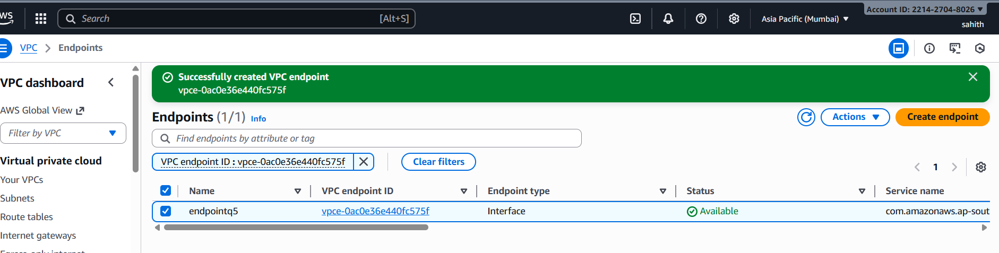 Search [Alt+S] Asia Pacific (Mumbai) Account ID: 2214-2704-8026
sahith
VPC Endpoints
VPC dashboard
AWS Global View
Filter by VPC
Virtual private cloud
Your VPCs
Subnets
Route tables
Internet gateways
Successfully created VPC endpoint
vpce-0ac0e36e440fc575f
Endpoints (1/1) Info
Actions
Create endpoint
Find endpoints by attribute or tag
VPC endpoint ID : vpce-0ac0e36e440fc575f
Clear filters
1
Name VPC endpoint ID Endpoint type Status Service name
endpointq5 vpce-0ac0e36e440fc575f Interface Available com.amazonaws.ap-sout